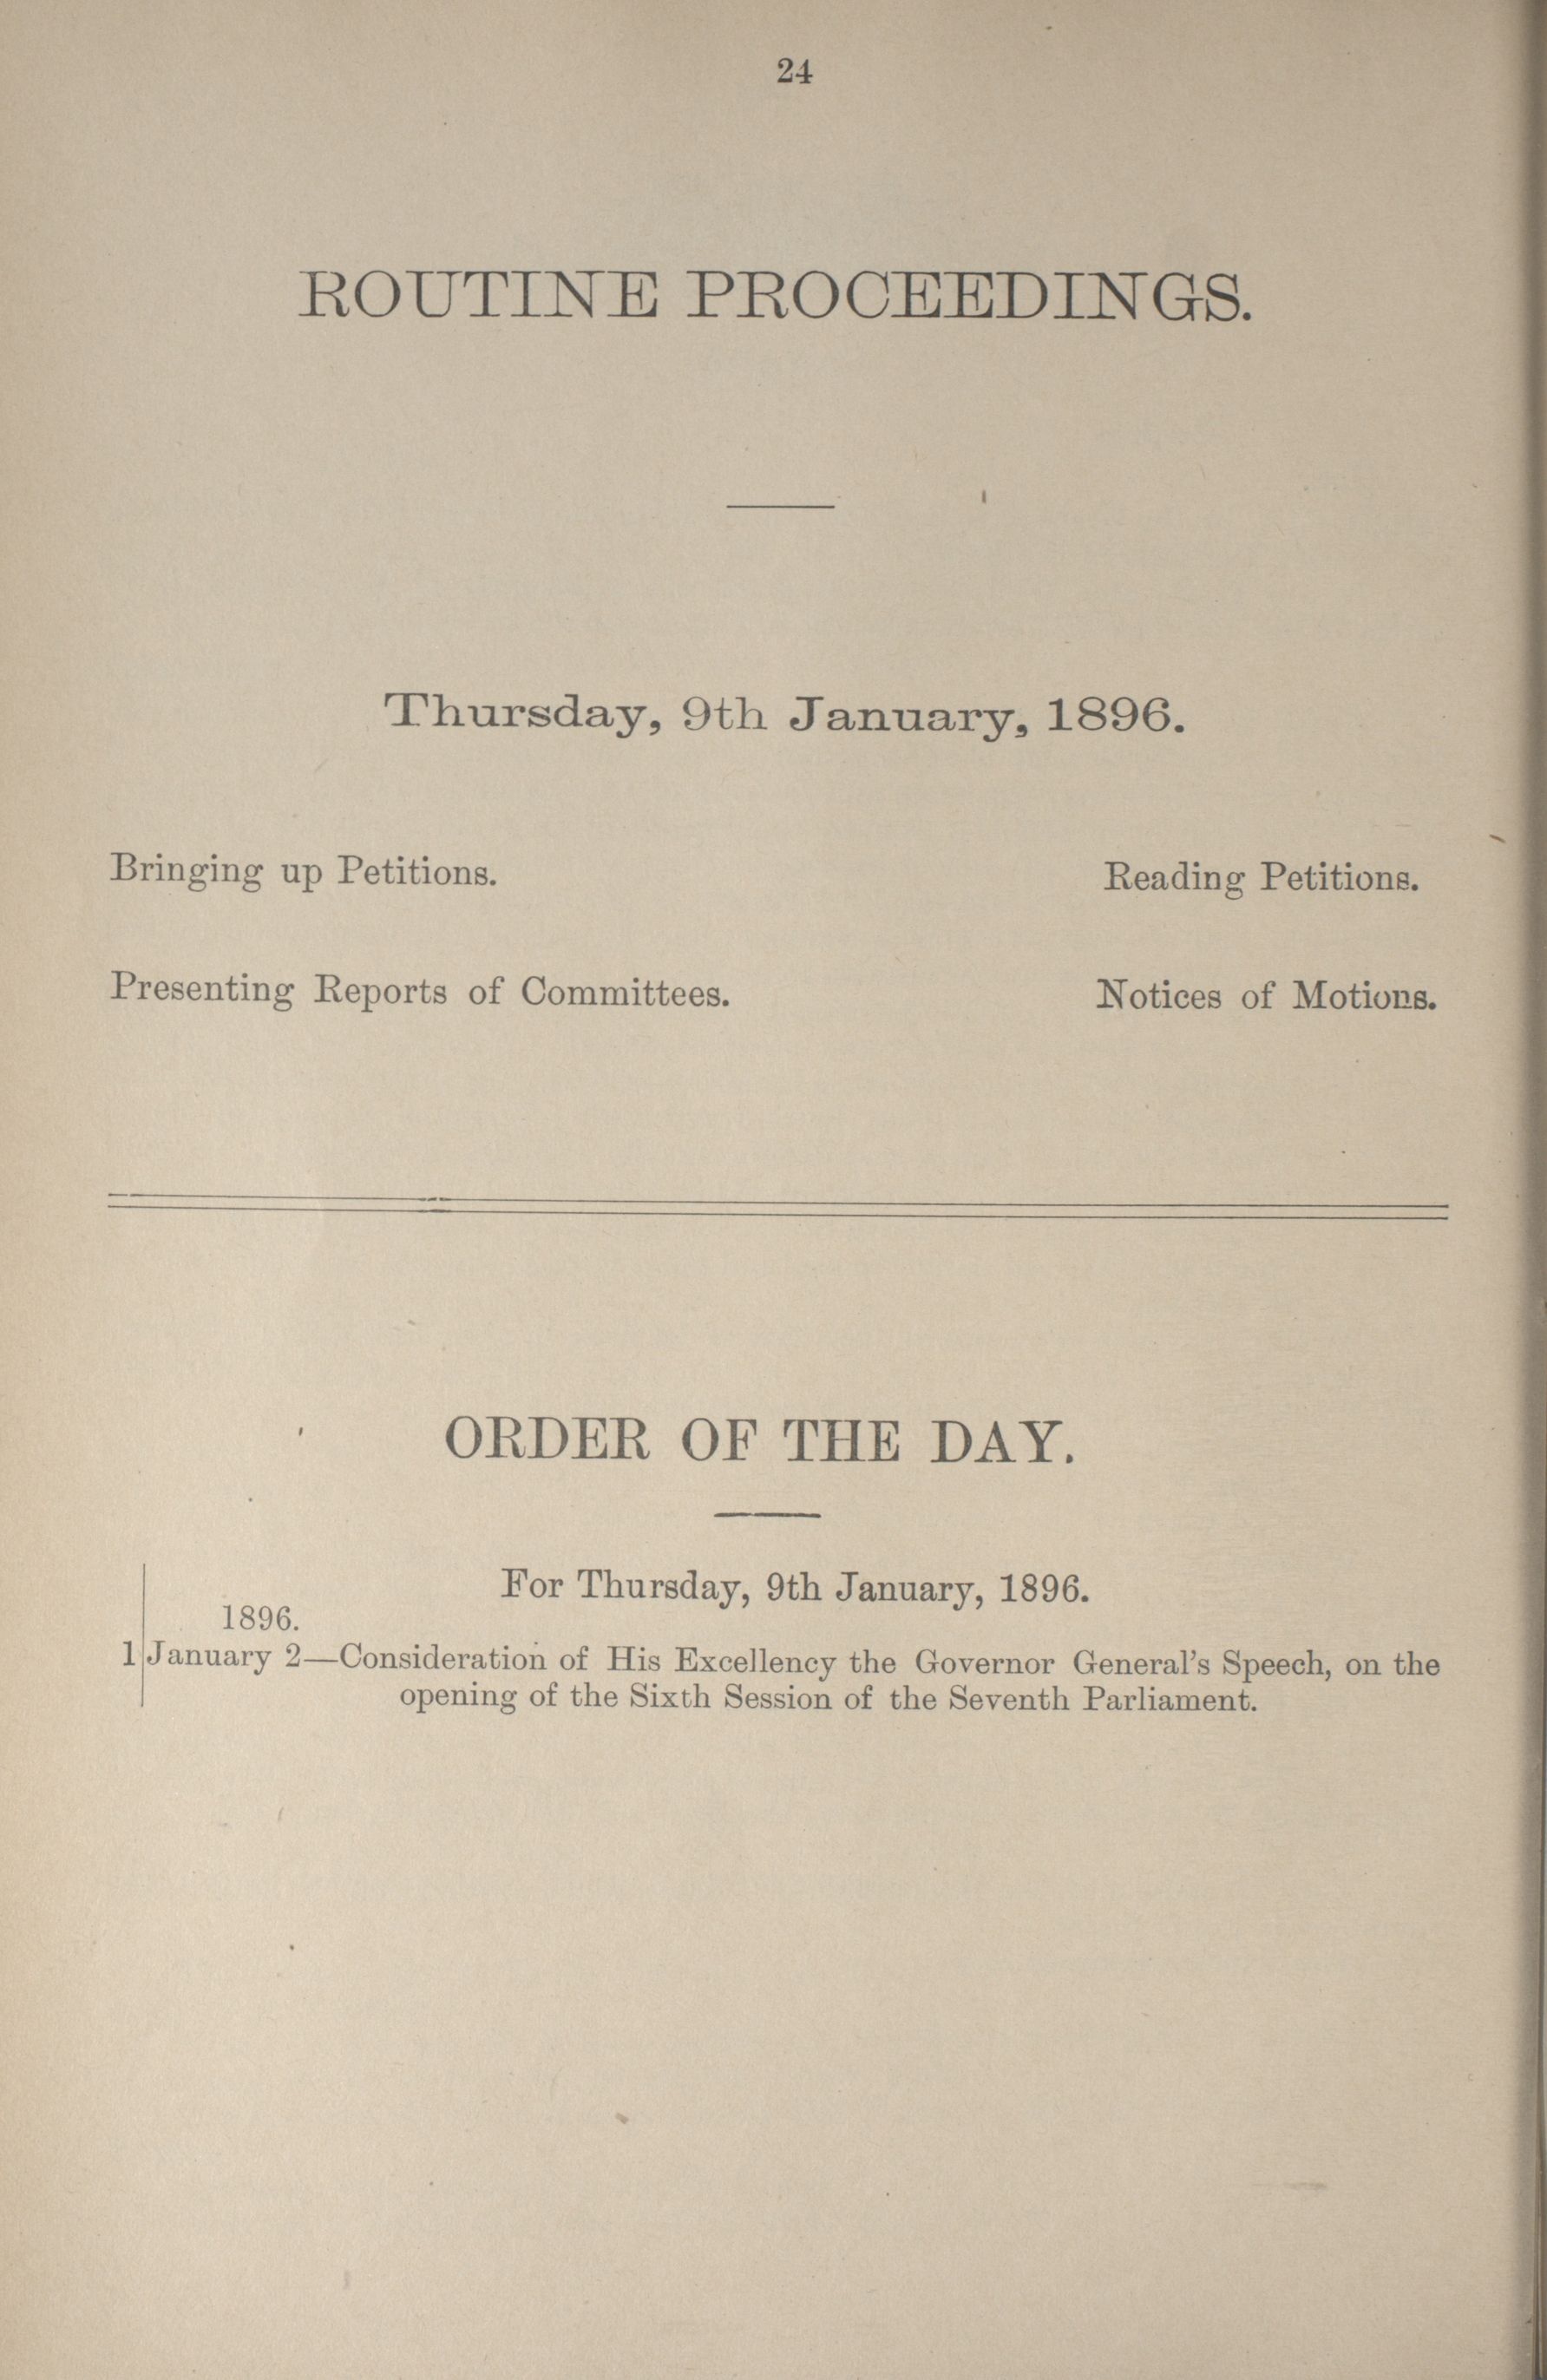 24
ROUTINE PROCEEDINGS.
Thursday, 9th January, 1896.
Bringing up Petitions. Reading Petitions.
Presenting Reports of Committees. Notices of Motions.
ORDER OF THE DAY.
For Thursday, 9th January, 1896.
1896.
1 January 2—Consideration of His Excellency the Governor General's Speech, on the
opening of the Sixth Session of the Seventh Parliament.